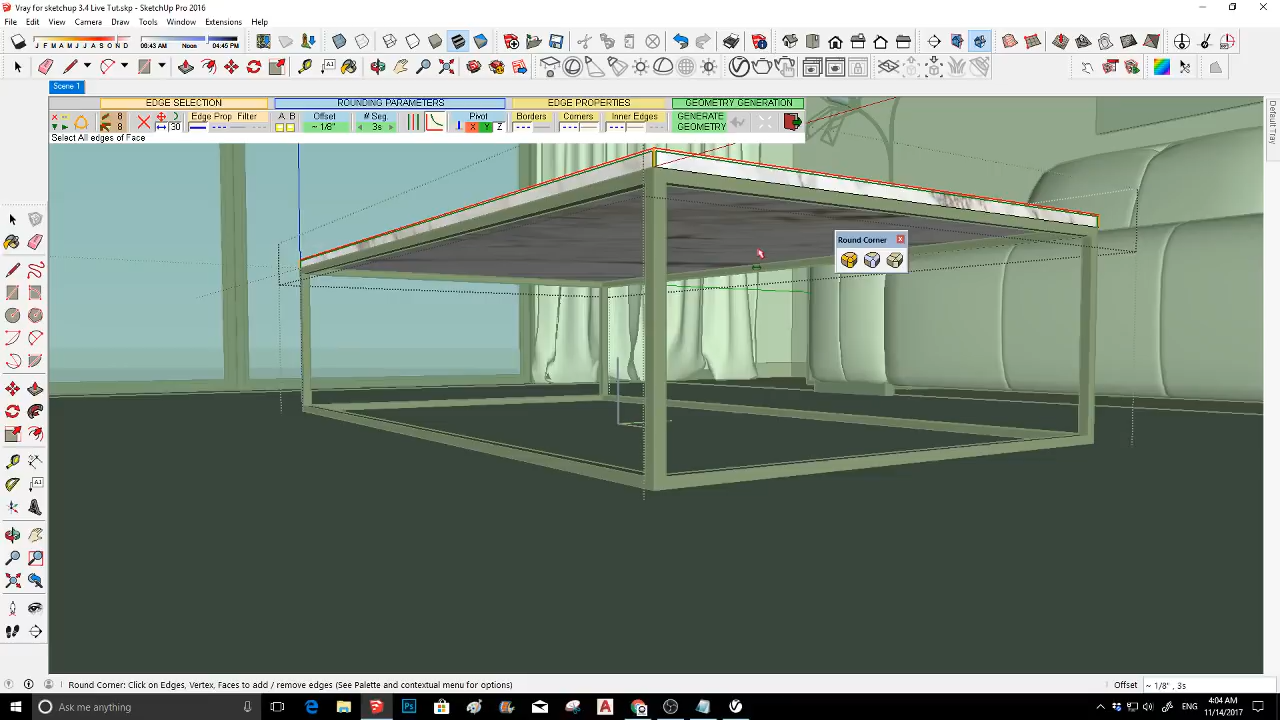 Vray for sketchup 3.4 Live Tut.skp - SketchUp Pro 2016
File Edit View Camera Draw Tools Window Extensions Help
J F M A M J J A S O N D 06:43 AM Noon 04:45 PM
Scene 1
EDGE SELECTION ROUNDING PARAMETERS EDGE PROPERTIES GEOMETRY GENERATION
8 8 30 Edge Prop Filter A B Offset ~ 1/8" # Seg. 3s Pivot X Y Z Borders Corners Inner Edges GENERATE GEOMETRY
Select All edges of Face
Round Corner
Default Tray
Round Corner: Click on Edges, Vertex, Faces to add / remove edges (See Palette and contextual menu for options)
Offset ~ 1/8" , 3s
Ask me anything
ENG 4:04 AM
11/14/2017